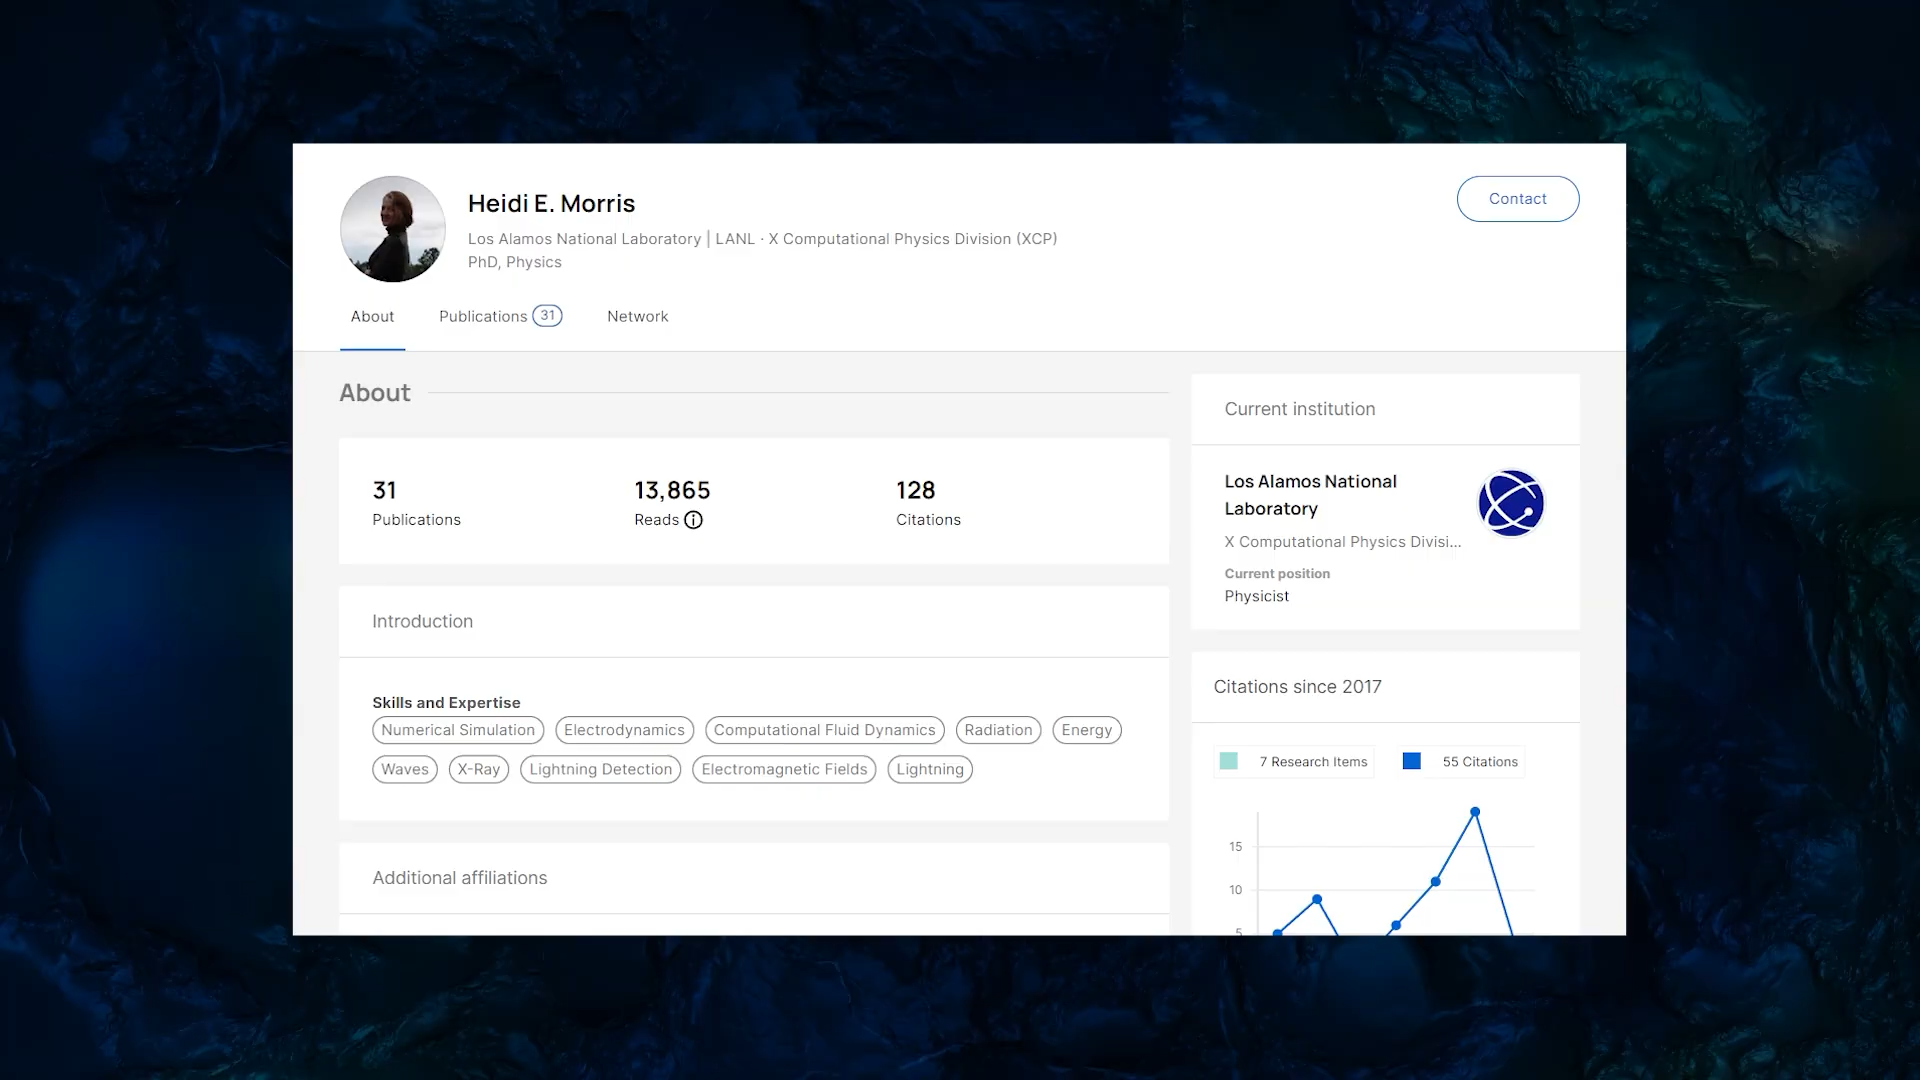 Heidi E. Morris
Contact
Los Alamos National Laboratory | LANL · X Computational Physics Division (XCP)
PhD, Physics
About
Publications 31
Network
About
31
Publications
13,865
Reads
128
Citations
Introduction
Skills and Expertise
Numerical Simulation Electrodynamics Computational Fluid Dynamics Radiation Energy
Waves X-Ray Lightning Detection Electromagnetic Fields Lightning
Additional affiliations
Current institution
Los Alamos National
Laboratory
X Computational Physics Divisi...
Current position
Physicist
Citations since 2017
7 Research Items 55 Citations
15
10
5